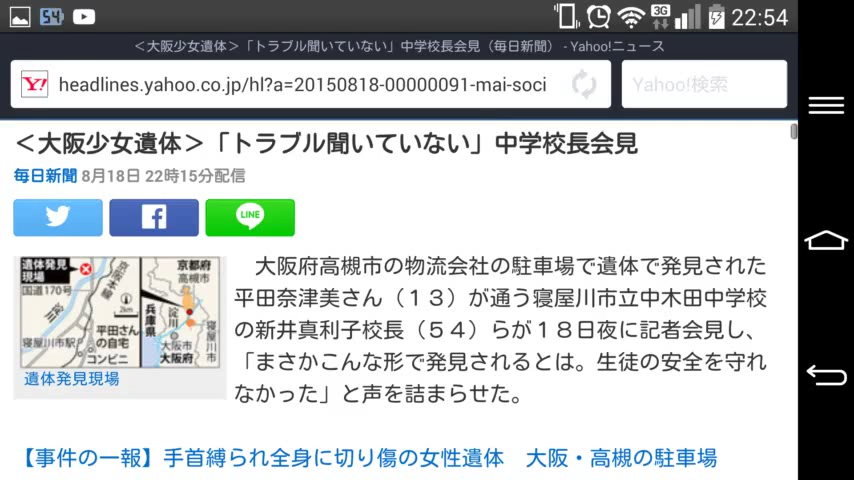 54
3G
22:54
＜大阪少女遺体＞「トラブル聞いていない」中学校長会見（毎日新聞） - Yahoo!ニュース
Y!
headlines.yahoo.co.jp/hl?a=20150818-00000091-mai-soci
Yahoo!検索
＜大阪少女遺体＞「トラブル聞いていない」中学校長会見
毎日新聞 8月18日 22時15分配信
LINE
遺体発見
現場
国道170号
京阪本線
淀川
2km
平田さん
の自宅
寝屋川市駅
コンビニ
京都府
高槻市
兵庫県
淀川
大阪市
大阪府
寝屋川市
遺体発見現場
大阪府高槻市の物流会社の駐車場で遺体で発見された
平田奈津美さん（１３）が通う寝屋川市立中木田中学校
の新井真利子校長（５４）らが１８日夜に記者会見し、
「まさかこんな形で発見されるとは。生徒の安全を守れ
なかった」と声を詰まらせた。
【事件の一報】手首縛られ全身に切り傷の女性遺体　大阪・高槻の駐車場